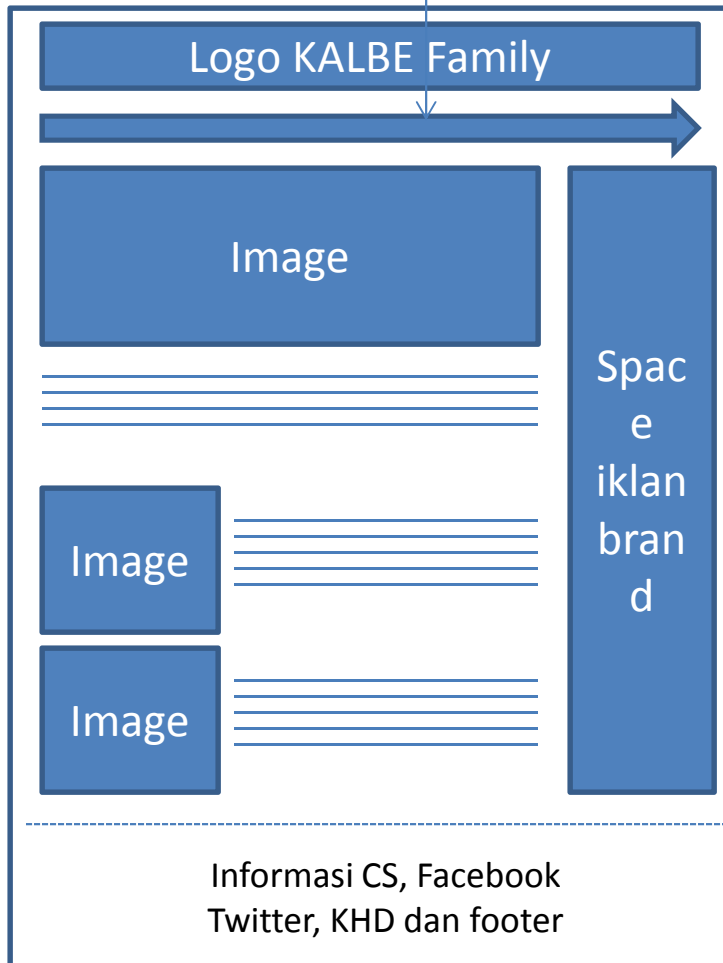 Logo KALBE Family
Image
Spac
e
iklan
bran
d
Image
Image
Informasi CS, Facebook
Twitter, KHD dan footer